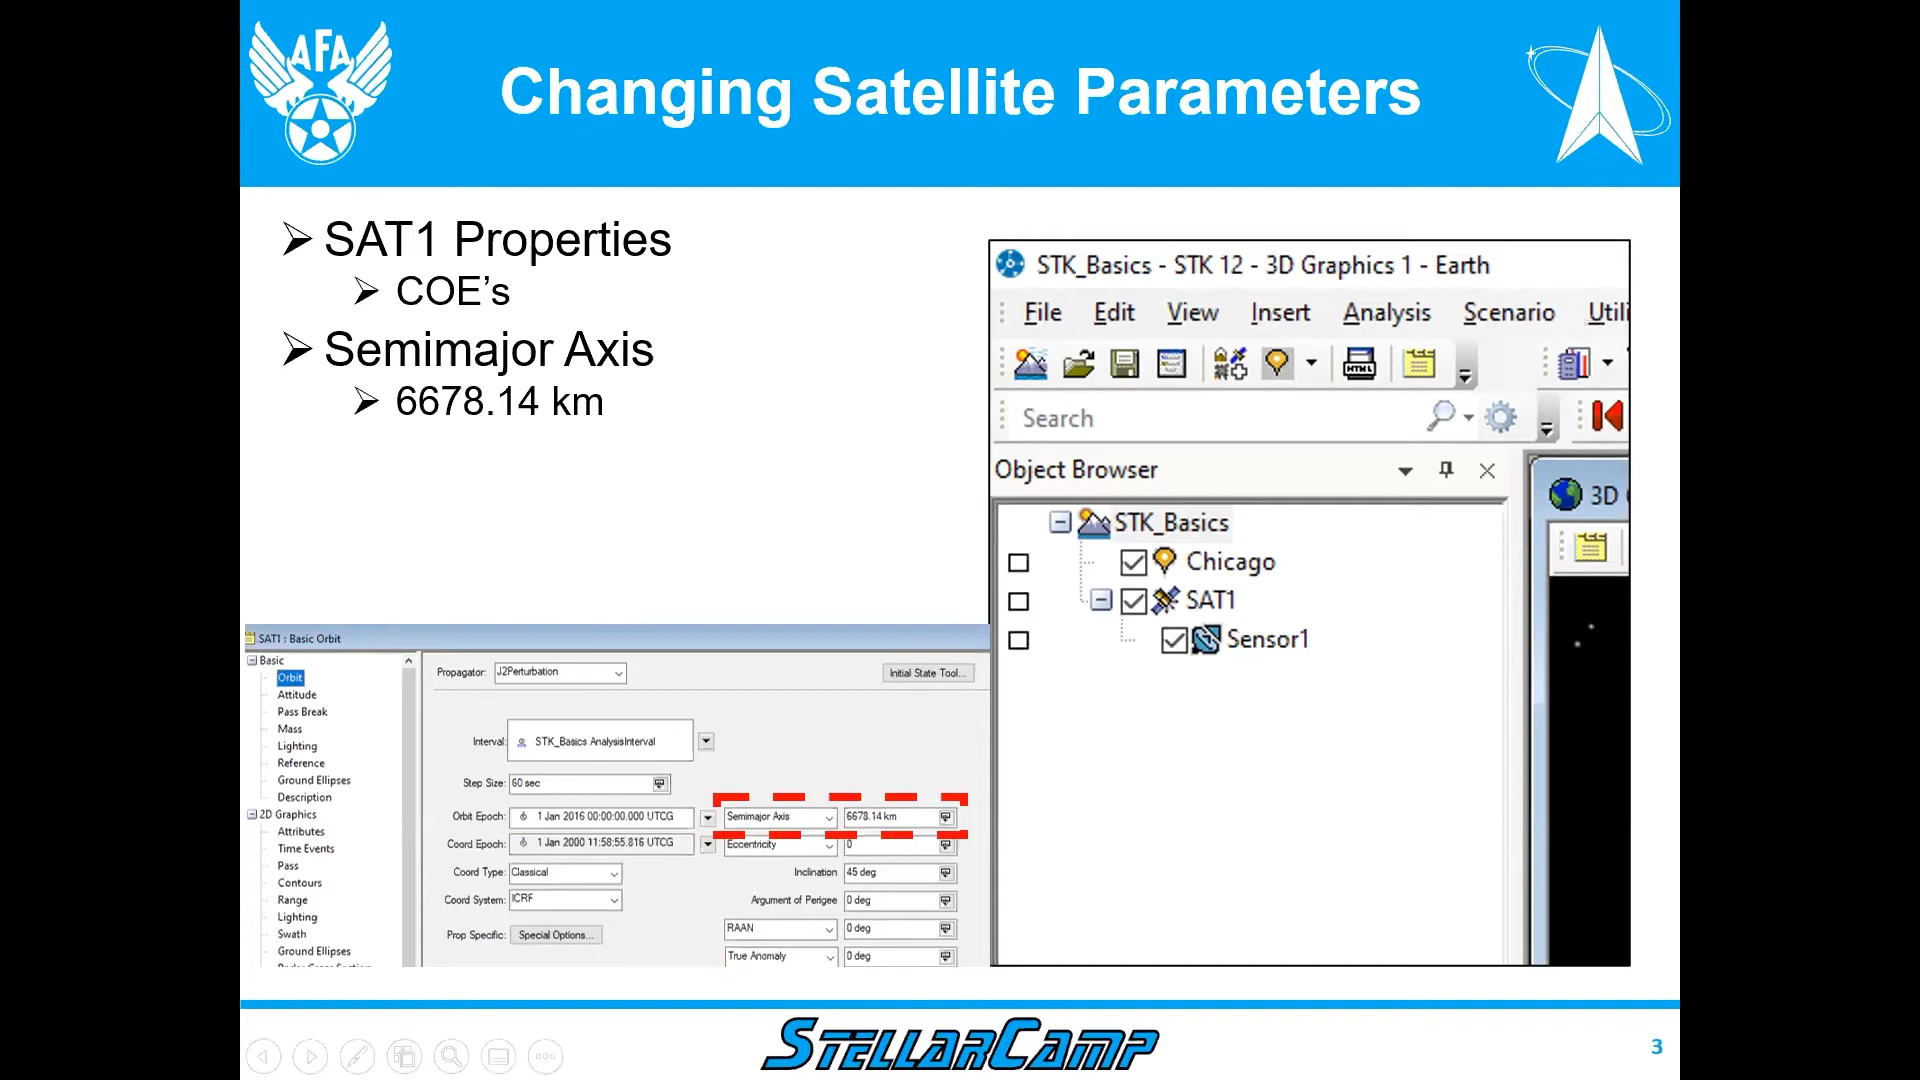 AFA
Changing Satellite Parameters
SAT1 Properties
COE’s
Semimajor Axis
6678.14 km
STK_Basics - STK 12 - 3D Graphics 1 - Earth
File Edit View Insert Analysis Scenario Utili
HTML
Search
Object Browser
3D
STK_Basics
Chicago
SAT1
Sensor1
SAT1 : Basic Orbit
Basic
Orbit
Attitude
Pass Break
Mass
Lighting
Reference
Ground Ellipses
Description
2D Graphics
Attributes
Time Events
Pass
Contours
Range
Lighting
Swath
Ground Ellipses
Propagator: J2Perturbation Initial State Tool...
Interval: STK_Basics AnalysisInterval
Step Size: 60 sec
Orbit Epoch: 1 Jan 2016 00:00:00.000 UTCG Semimajor Axis 6678.14 km
Coord Epoch: 1 Jan 2000 11:58:55.816 UTCG Eccentricity 0
Coord Type: Classical Inclination 45 deg
Coord System: ICRF Argument of Perigee 0 deg
RAAN 0 deg
Prop Specific: Special Options...
True Anomaly 0 deg
STELLARCAMP
3